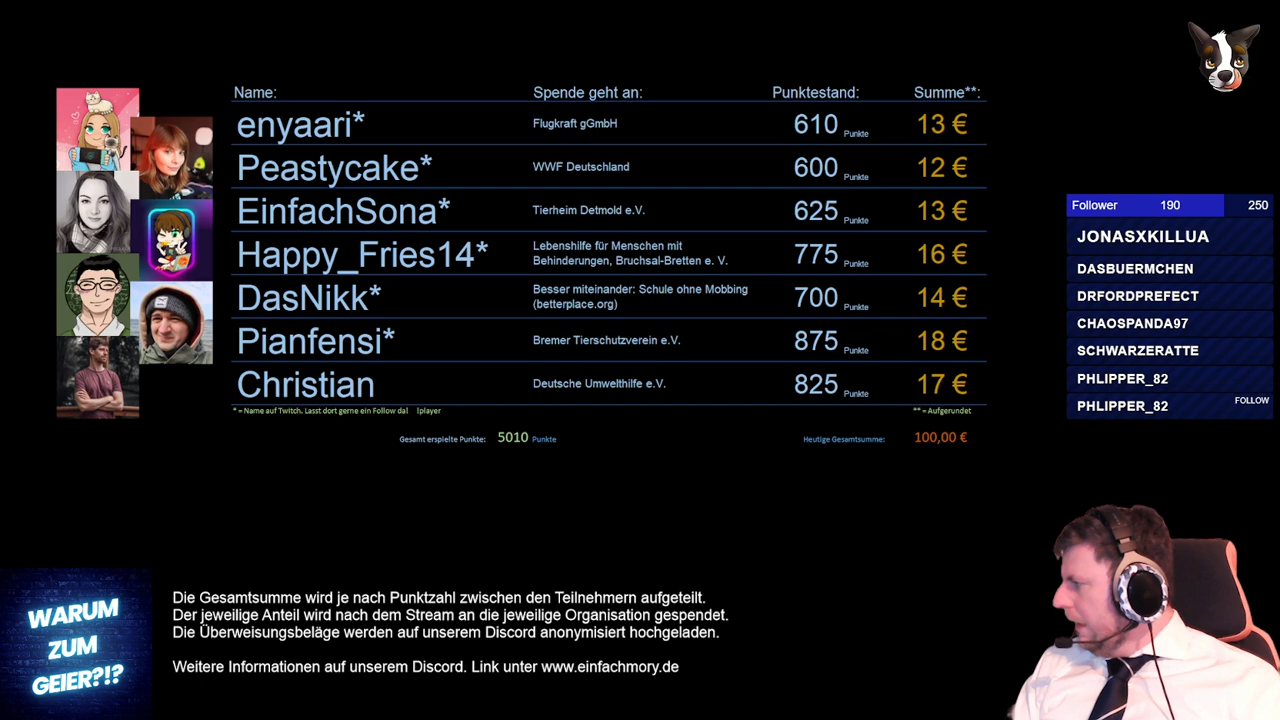 Name: Spende geht an: Punktestand: Summe**:
enyaari* Flugkraft gGmbH 610 Punkte 13 €
Peastycake* WWF Deutschland 600 Punkte 12 €
EinfachSona* Tierheim Detmold e.V. 625 Punkte 13 €
Happy_Fries14* Lebenshilfe für Menschen mit
Behinderungen, Bruchsal-Bretten e. V. 775 Punkte 16 €
DasNikk* Besser miteinander: Schule ohne Mobbing
(betterplace.org) 700 Punkte 14 €
Pianfensi* Bremer Tierschutzverein e.V. 875 Punkte 18 €
Christian Deutsche Umwelthilfe e.V. 825 Punkte 17 €
* = Name auf Twitch. Lasst dort gerne ein Follow da! !player ** = Aufgerundet
Gesamt erspielte Punkte: 5010 Punkte Heutige Gesamtsumme: 100,00 €
Follower 190 250
JONASXKILLUA
DASBUERMCHEN
DRFORDPREFECT
CHAOSPANDA97
SCHWARZERATTE
PHLIPPER_82
PHLIPPER_82 FOLLOW
WARUM
ZUM
GEIER?!?
Die Gesamtsumme wird je nach Punktzahl zwischen den Teilnehmern aufgeteilt.
Der jeweilige Anteil wird nach dem Stream an die jeweilige Organisation gespendet.
Die Überweisungsbeläge werden auf unserem Discord anonymisiert hochgeladen.
Weitere Informationen auf unserem Discord. Link unter www.einfachmory.de